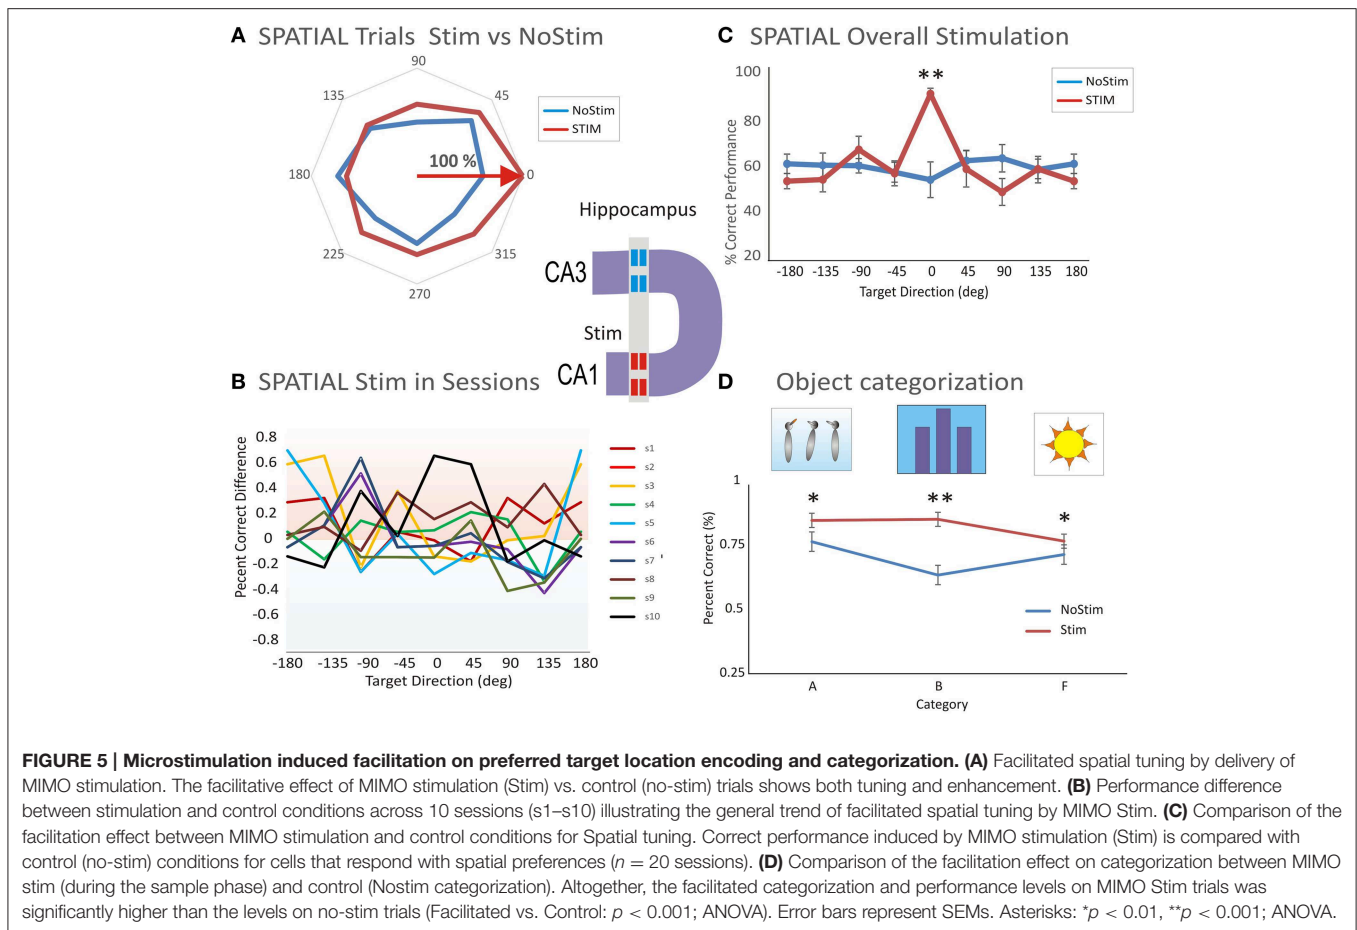 A SPATIAL Trials Stim vs NoStim
90
135
45
NoStim
STIM
100 %
180
0
225
315
270
Hippocampus
CA3
Stim
CA1
C SPATIAL Overall Stimulation
**
NoStim
STIM
% Correct Performance
100
80
60
40
20
-180 -135 -90 -45 0 45 90 135 180
Target Direction (deg)
B SPATIAL Stim in Sessions
Pecent Correct Difference
0.8
0.6
0.4
0.2
0
-0.2
-0.4
-0.6
-0.8
-180 -135 -90 -45 0 45 90 135 180
Target Direction (deg)
s1
s2
s3
s4
s5
s6
s7
s8
s9
s10
D Object categorization
Percent Correct (%)
1
0.75
0.5
0.25
*
**
*
NoStim
Stim
A B F
Category
FIGURE 5 | Microstimulation induced facilitation on preferred target location encoding and categorization. (A) Facilitated spatial tuning by delivery of
MIMO stimulation. The facilitative effect of MIMO stimulation (Stim) vs. control (no-stim) trials shows both tuning and enhancement. (B) Performance difference
between stimulation and control conditions across 10 sessions (s1–s10) illustrating the general trend of facilitated spatial tuning by MIMO Stim. (C) Comparison of the
facilitation effect between MIMO stimulation and control conditions for Spatial tuning. Correct performance induced by MIMO stimulation (Stim) is compared with
control (no-stim) conditions for cells that respond with spatial preferences (n = 20 sessions). (D) Comparison of the facilitation effect on categorization between MIMO
stim (during the sample phase) and control (Nostim categorization). Altogether, the facilitated categorization and performance levels on MIMO Stim trials was
significantly higher than the levels on no-stim trials (Facilitated vs. Control: p < 0.001; ANOVA). Error bars represent SEMs. Asterisks: *p < 0.01, **p < 0.001; ANOVA.